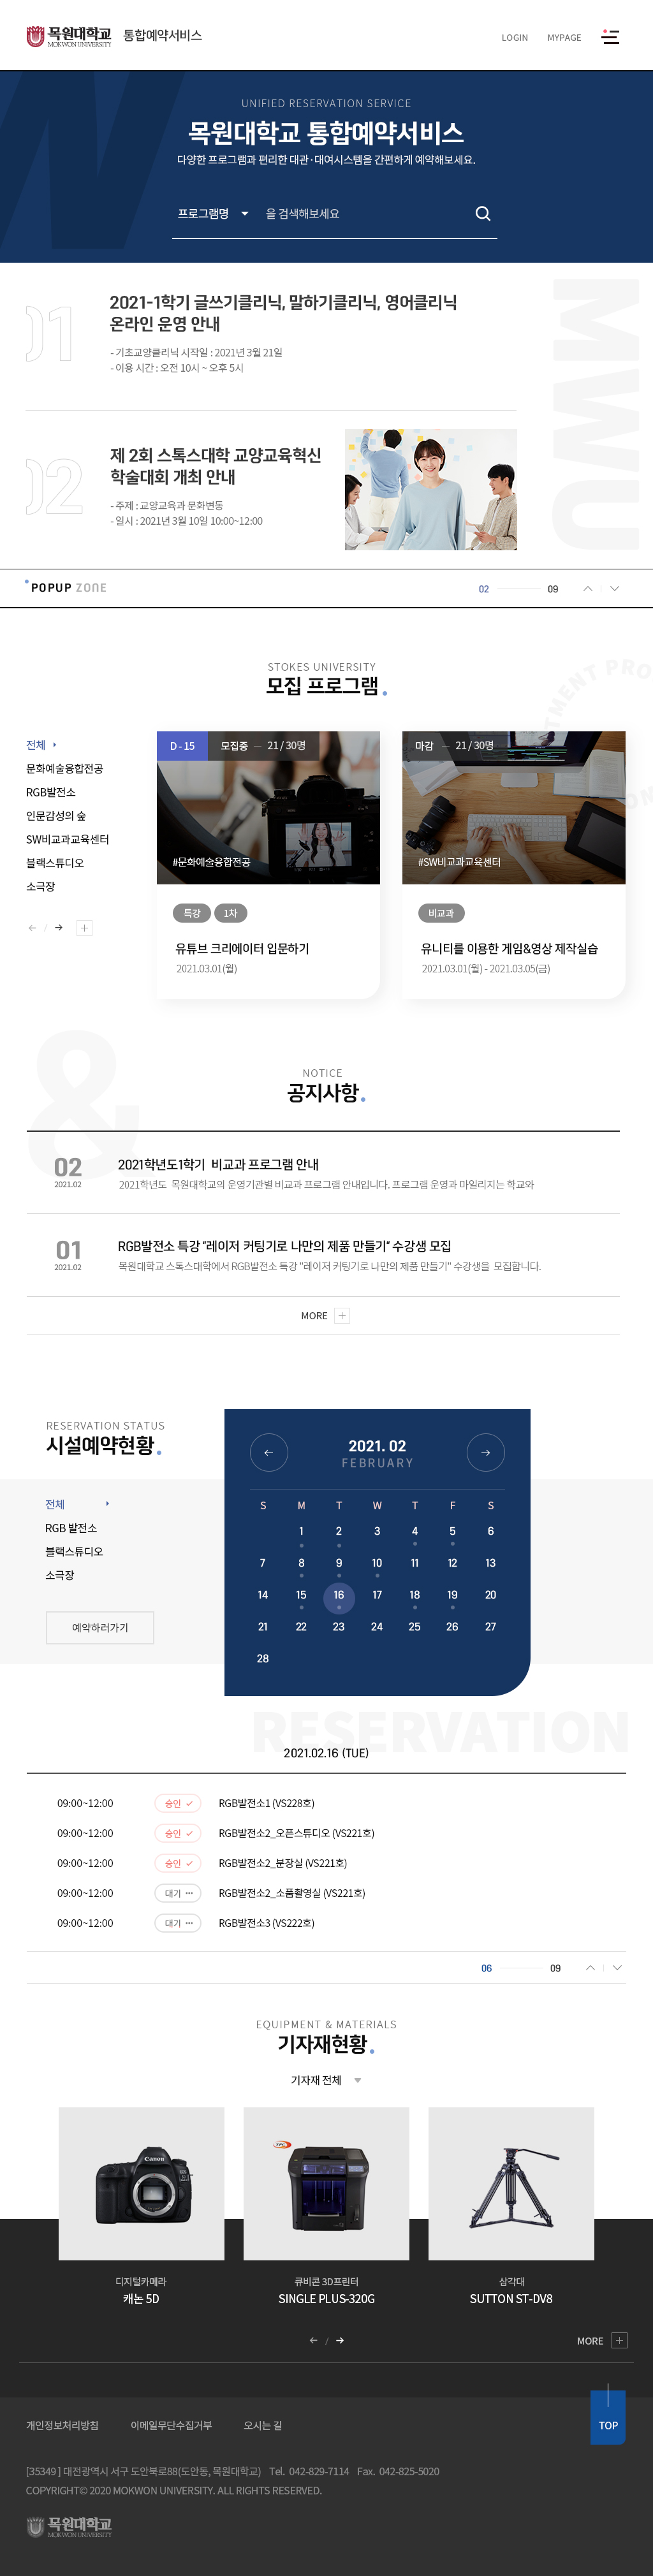 목원대학교
MOKWON UNIVERSITY
통합예약서비스
LOGIN MYPAGE
UNIFIED RESERVATION SERVICE
목원대학교 통합예약서비스
다양한 프로그램과 편리한 대관·대여시스템을 간편하게 예약해보세요.
프로그램명 을 검색해보세요
01
2021-1학기 글쓰기클리닉, 말하기클리닉, 영어클리닉
온라인 운영 안내
- 기초교양클리닉 시작일 : 2021년 3월 21일
- 이용 시간 : 오전 10시 ~ 오후 5시
MWU
02
제 2회 스톡스대학 교양교육혁신
학술대회 개최 안내
- 주제 : 교양교육과 문화변동
- 일시 : 2021년 3월 10일 10:00~12:00
POPUP ZONE
02 09
STOKES UNIVERSITY
모집 프로그램.
전체
문화예술융합전공
RGB발전소
인문감성의 숲
SW비교과교육센터
블랙스튜디오
소극장
D - 15 모집중 21 / 30명
#문화예술융합전공
특강 1차
유튜브 크리에이터 입문하기
2021.03.01(월)
마감 21 / 30명
#SW비교과교육센터
비교과
유니티를 이용한 게임&영상 제작실습
2021.03.01(월) - 2021.03.05(금)
&
NOTICE
공지사항.
02
2021.02
2021학년도1학기 비교과 프로그램 안내
2021학년도 목원대학교의 운영기관별 비교과 프로그램 안내입니다. 프로그램 운영과 마일리지는 학교와
01
2021.02
RGB발전소 특강 "레이저 커팅기로 나만의 제품 만들기" 수강생 모집
목원대학교 스톡스대학에서 RGB발전소 특강 "레이저 커팅기로 나만의 제품 만들기" 수강생을 모집합니다.
MORE
RESERVATION STATUS
시설예약현황.
전체
RGB 발전소
블랙스튜디오
소극장
예약하러가기
2021. 02
FEBRUARY
S M T W T F S
1 2 3 4 5 6
7 8 9 10 11 12 13
14 15 16 17 18 19 20
21 22 23 24 25 26 27
28
RESERVATION
2021.02.16 (TUE)
09:00~12:00 승인 RGB발전소1 (VS228호)
09:00~12:00 승인 RGB발전소2_오픈스튜디오 (VS221호)
09:00~12:00 승인 RGB발전소2_분장실 (VS221호)
09:00~12:00 대기 RGB발전소2_소품촬영실 (VS221호)
09:00~12:00 대기 RGB발전소3 (VS222호)
06 09
EQUIPMENT & MATERIALS
기자재현황.
기자재 전체
Canon
디지털카메라
캐논 5D
큐비콘 3D프린터
SINGLE PLUS-320G
삼각대
SUTTON ST-DV8
/
MORE
TOP
개인정보처리방침 이메일무단수집거부 오시는 길
[35349 ] 대전광역시 서구 도안북로88(도안동, 목원대학교) Tel. 042-829-7114 Fax. 042-825-5020
COPYRIGHT© 2020 MOKWON UNIVERSITY. ALL RIGHTS RESERVED.
목원대학교
MOKWON UNIVERSITY